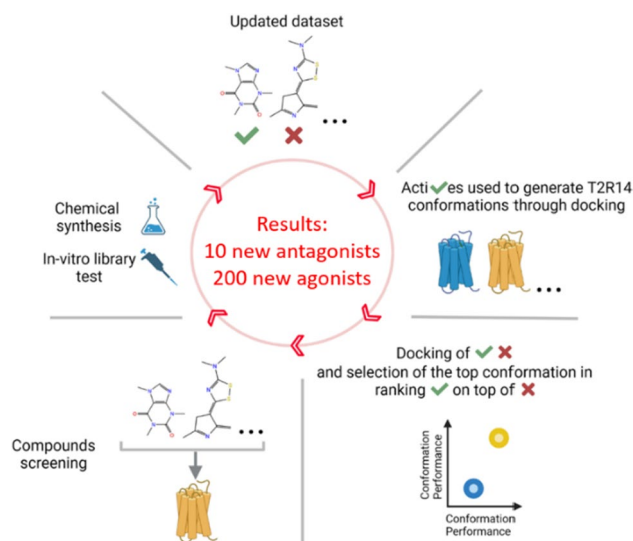 Updated dataset
...
Acti✓es used to generate T2R14
conformations through docking
...
Docking of ✓ ✗
and selection of the top conformation in
ranking ✓ on top of ✗
Conformation
Performance
Conformation
Performance
Compounds
screening
...
Chemical
synthesis
In-vitro library
test
Results:
10 new antagonists
200 new agonists